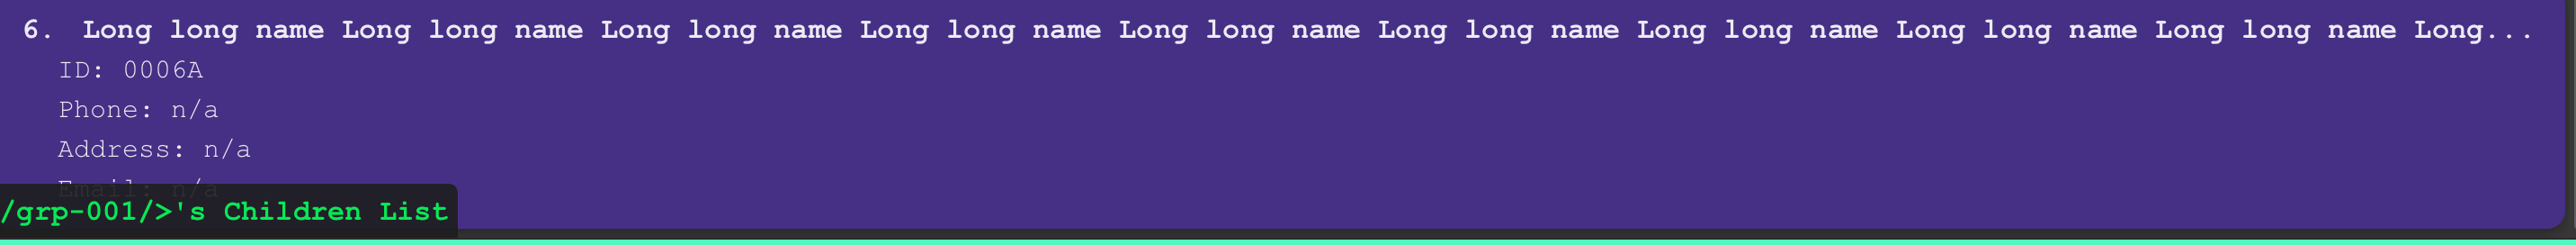 6. Long long name Long long name Long long name Long long name Long long name Long long name Long long name Long long name Long long name Long...
ID: 0006A
Phone: n/a
Address: n/a
Email: n/a
/grp-001/>'s Children List